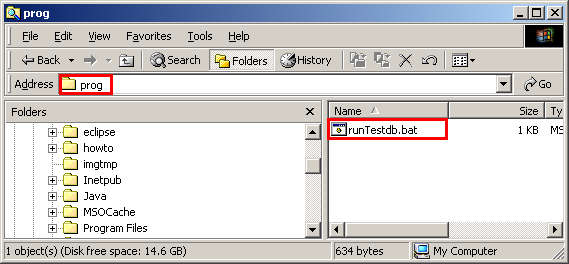 prog
File Edit View Favorites Tools Help
Back Search Folders History
Address prog Go
Folders
eclipse
howto
imgtmp
Inetpub
Java
MSOCache
Program Files
Name Size Ty
runTestdb.bat 1 KB MS
1 object(s) (Disk free space: 14.6 GB) 634 bytes My Computer